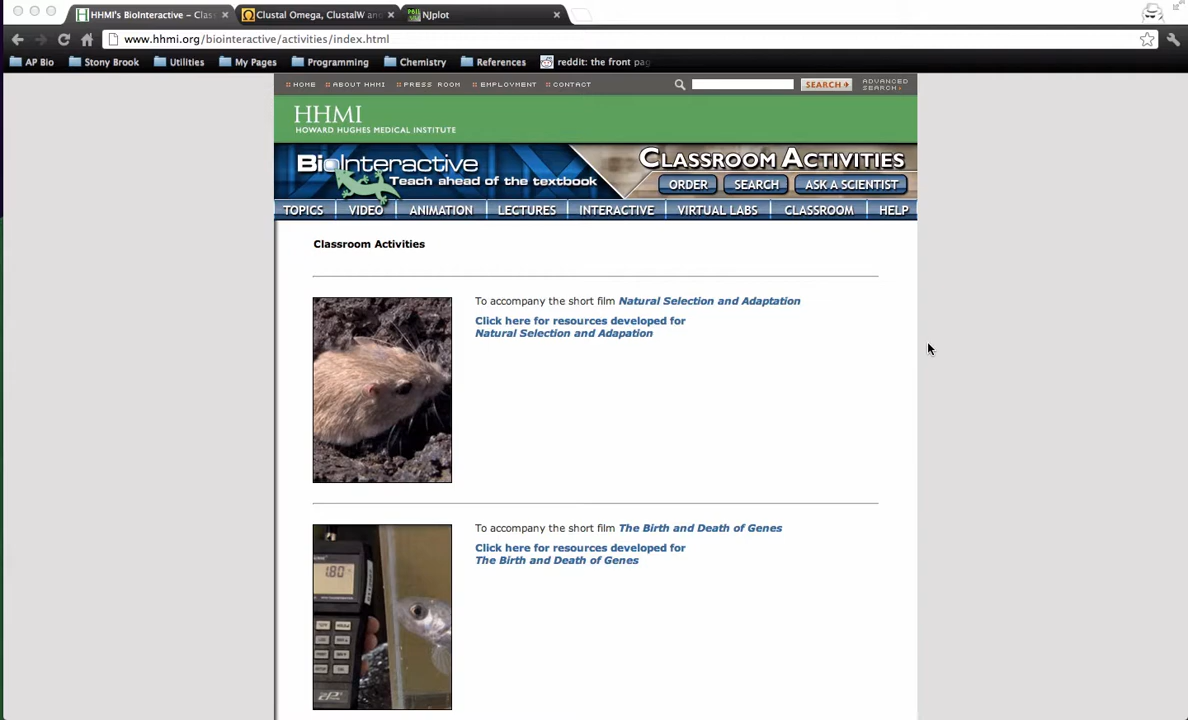 HHMI's BioInteractive – Clas
Clustal Omega, ClustalW and
NJplot
www.hhmi.org/biointeractive/activities/index.html
AP Bio Stony Brook Utilities My Pages Programming Chemistry References reddit: the front pag
HOME ABOUT HHMI PRESS ROOM EMPLOYMENT CONTACT SEARCH ADVANCED SEARCH
HHMI
HOWARD HUGHES MEDICAL INSTITUTE
BioInteractive
Teach ahead of the textbook
CLASSROOM ACTIVITIES
ORDER SEARCH ASK A SCIENTIST
TOPICS VIDEO ANIMATION LECTURES INTERACTIVE VIRTUAL LABS CLASSROOM HELP
Classroom Activities
To accompany the short film Natural Selection and Adaptation
Click here for resources developed for
Natural Selection and Adapation
To accompany the short film The Birth and Death of Genes
Click here for resources developed for
The Birth and Death of Genes
1.80